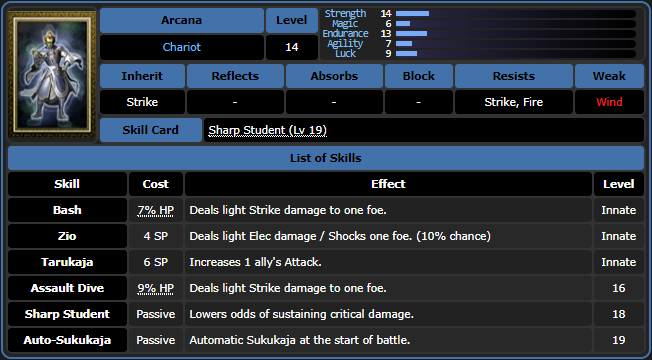 Arcana Level
Chariot 14
Strength 14
Magic 6
Endurance 13
Agility 7
Luck 9
Inherit Reflects Absorbs Block Resists Weak
Strike - - - Strike, Fire Wind
Skill Card Sharp Student (Lv 19)
List of Skills
Skill Cost Effect Level
Bash 7% HP Deals light Strike damage to one foe. Innate
Zio 4 SP Deals light Elec damage / Shocks one foe. (10% chance) Innate
Tarukaja 6 SP Increases 1 ally's Attack. Innate
Assault Dive 9% HP Deals light Strike damage to one foe. 16
Sharp Student Passive Lowers odds of sustaining critical damage. 18
Auto-Sukukaja Passive Automatic Sukukaja at the start of battle. 19